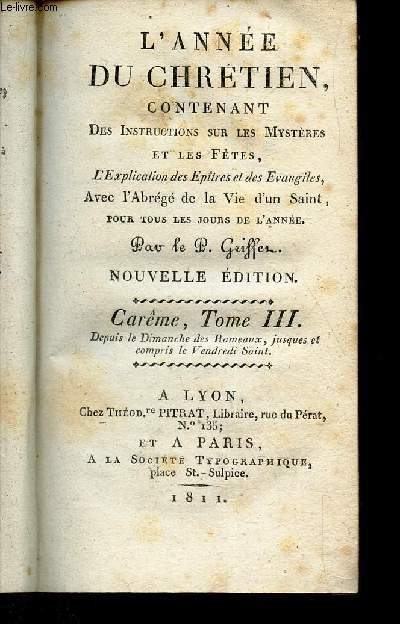 Le-livre.com
L'ANNÉE
DU CHRÉTIEN,
CONTENANT
DES INSTRUCTIONS SUR LES MYSTÈRES
ET LES FÊTES,
L'Explication des Epîtres et des Evangiles,
Avec l'Abrégé de la Vie d'un Saint,
POUR TOUS LES JOURS DE L'ANNÉE.
Par le P. Griffet.
NOUVELLE ÉDITION.
Carême, Tome III.
Depuis le Dimanche des Rameaux, jusques et
compris le Vendredi Saint.
A LYON,
Chez THÉOD.re PITRAT, Libraire, rue du Pérat,
N.º 135;
ET A PARIS,
A LA SOCIÉTÉ TYPOGRAPHIQUE,
place St.-Sulpice.
1811.